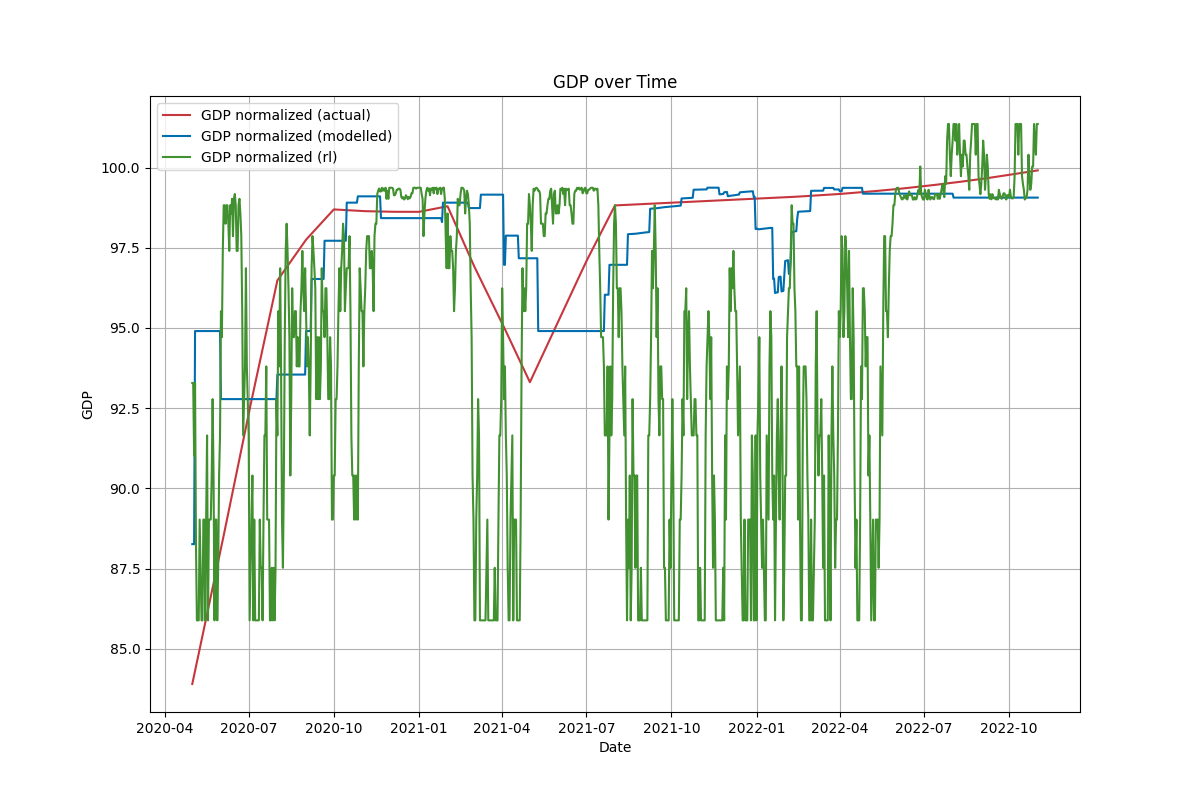 GDP over Time
GDP normalized (actual)
GDP normalized (modelled)
GDP normalized (rl)
100.0
97.5
95.0
92.5
90.0
87.5
85.0
GDP
2020-04 2020-07 2020-10 2021-01 2021-04 2021-07 2021-10 2022-01 2022-04 2022-07 2022-10
Date